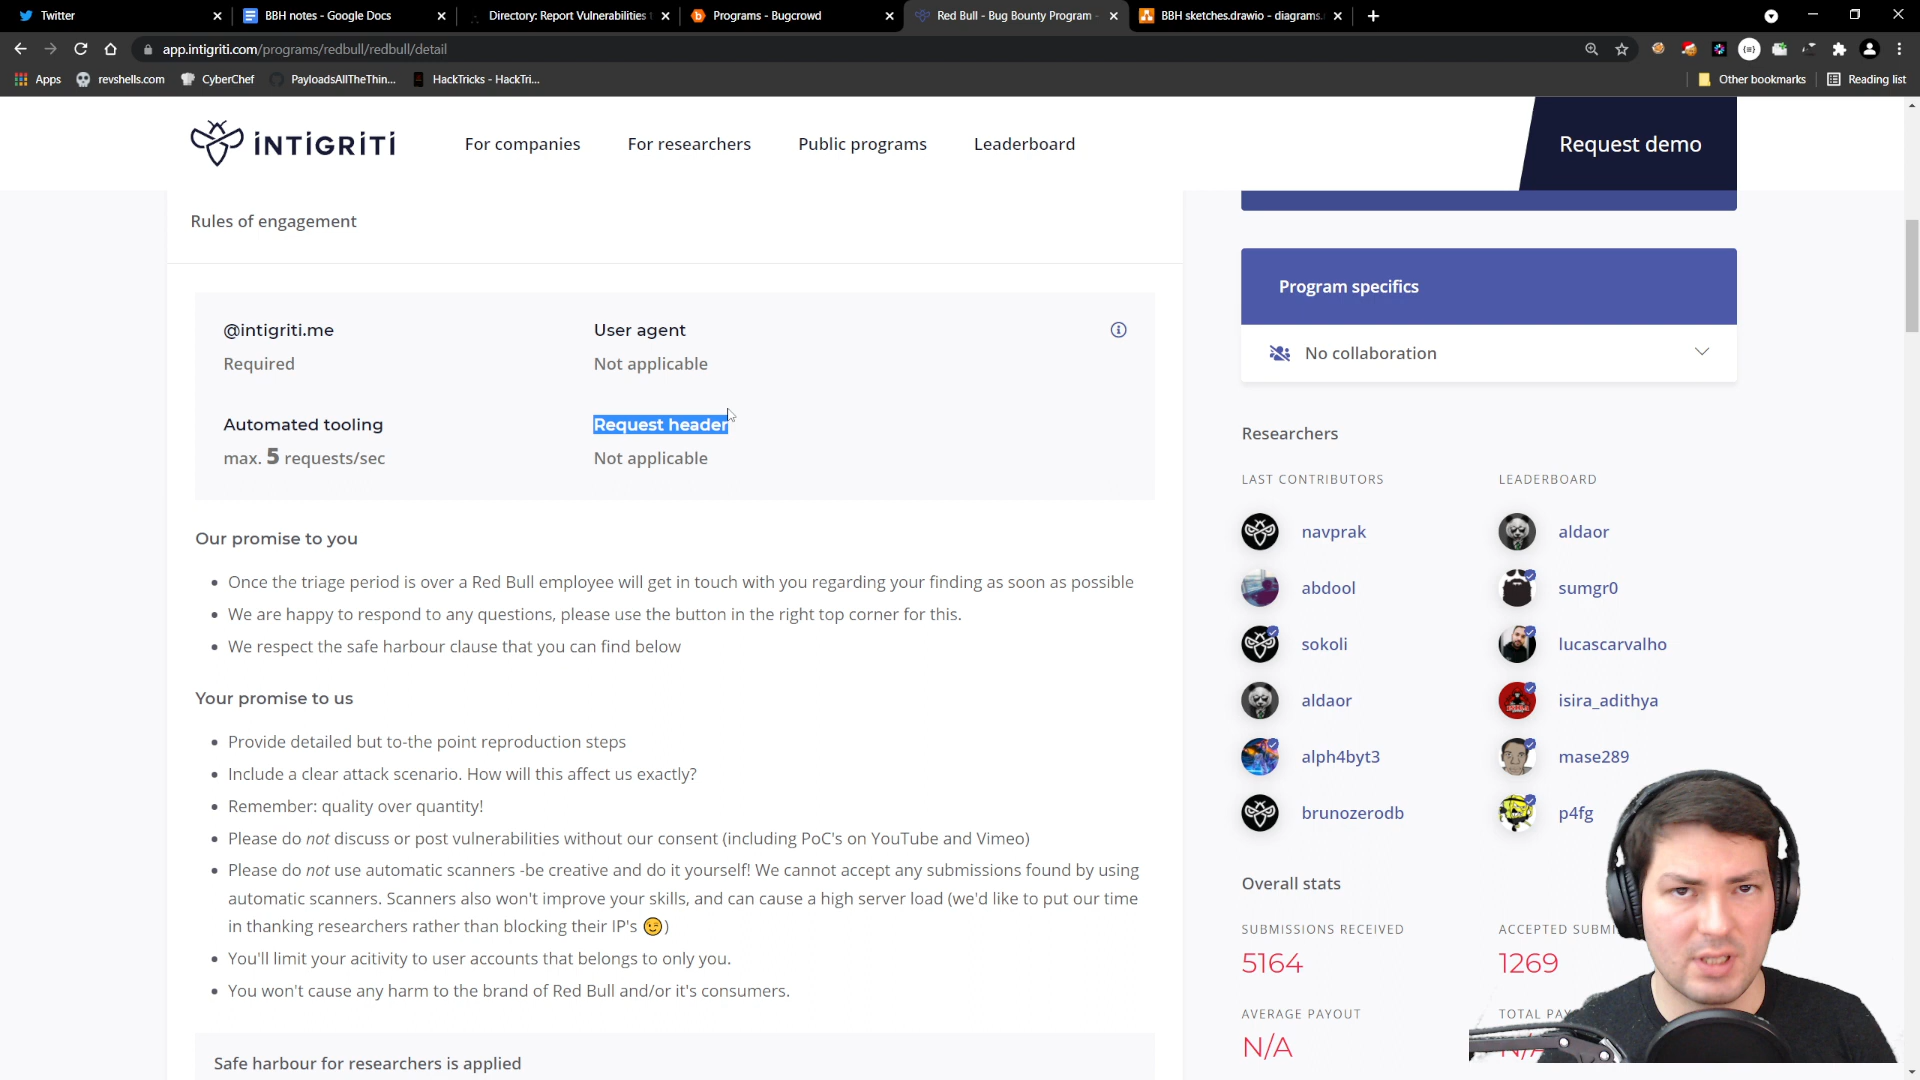 Twitter
BBH notes - Google Docs
Directory: Report Vulnerabilities
Programs - Bugcrowd
Red Bull - Bug Bounty Program -
BBH sketches.drawio - diagrams.
app.intigriti.com/programs/redbull/redbull/detail
Apps
revshells.com
CyberChef
PayloadsAllTheThin...
HackTricks - HackTri...
Other bookmarks
Reading list
INTIGRITI
For companies
For researchers
Public programs
Leaderboard
Request demo
Rules of engagement
@intigriti.me
Required
User agent
Not applicable
Automated tooling
max. 5 requests/sec
Request header
Not applicable
Our promise to you
• Once the triage period is over a Red Bull employee will get in touch with you regarding your finding as soon as possible
• We are happy to respond to any questions, please use the button in the right top corner for this.
• We respect the safe harbour clause that you can find below
Your promise to us
• Provide detailed but to-the point reproduction steps
• Include a clear attack scenario. How will this affect us exactly?
• Remember: quality over quantity!
• Please do not discuss or post vulnerabilities without our consent (including PoC's on YouTube and Vimeo)
• Please do not use automatic scanners -be creative and do it yourself! We cannot accept any submissions found by using
automatic scanners. Scanners also won't improve your skills, and can cause a high server load (we'd like to put our time
in thanking researchers rather than blocking their IP's 😉)
• You'll limit your acitivity to user accounts that belongs to only you.
• You won't cause any harm to the brand of Red Bull and/or it's consumers.
Safe harbour for researchers is applied
Program specifics
No collaboration
Researchers
LAST CONTRIBUTORS
navprak
abdool
sokoli
aldaor
alph4byt3
brunozerodb
LEADERBOARD
aldaor
sumgr0
lucascarvalho
isira_adithya
mase289
p4fg
Overall stats
SUBMISSIONS RECEIVED
5164
ACCEPTED SUBMI
1269
AVERAGE PAYOUT
N/A
TOTAL PAY
N/A